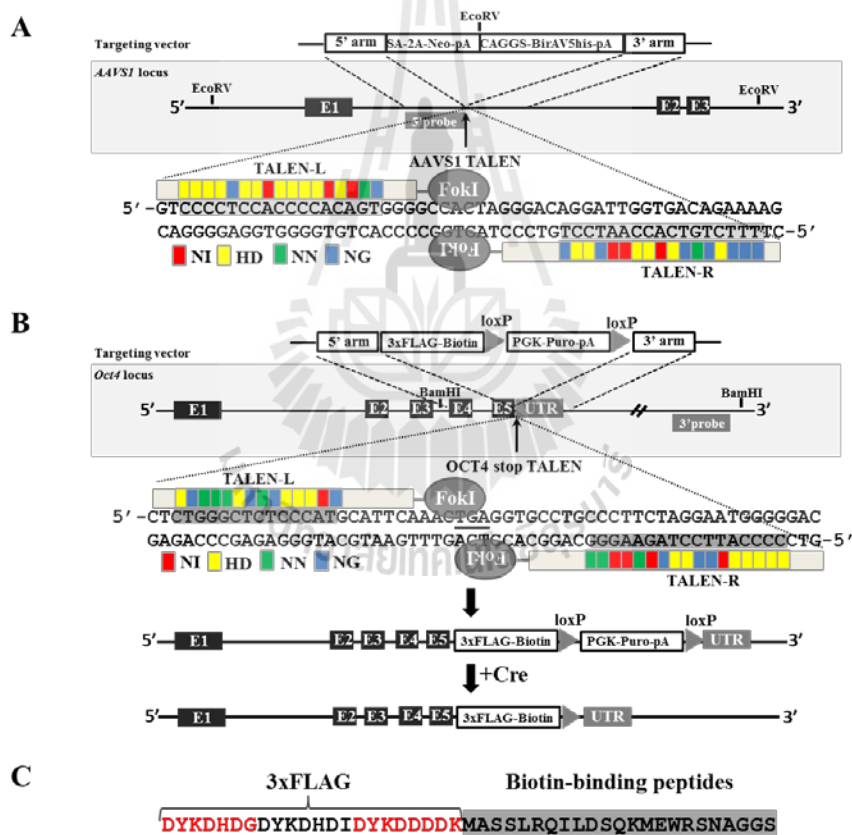 A
EcoRV
Targeting vector 5' arm SA-2A-Neo-pA CAGGS-BirAV5his-pA 3' arm
AAVS1 locus
EcoRV EcoRV
5' E1 E2 E3 3'
5'probe
AAVS1 TALEN
TALEN-L FokI
5' -GTCCCCTCCACCCCACAGTGGGGCCACTAGGGACAGGATTGGTGACAGAAAAG
CAGGGGAGGTGGGGTGTCACCCCGGTGATCCCTGTCCTAACCACTGTCTTTTC-5'
NI HD NN NG FokI TALEN-R
B
loxP loxP
Targeting vector 5' arm 3xFLAG-Biotin PGK-Puro-pA 3' arm
Oct4 locus
BamHI BamHI
5' E1 E2 E3 E4 E5 UTR 3'
3'probe
OCT4 stop TALEN
TALEN-L FokI
5' -CTCTGGGCTCTCCCATGCATTCAAACTGAGGTGCCTGCCCTTCTAGGAATGGGGGAC
GAGACCCGAGAGGGTACGTAAGTTTGACTCCACGGACGGGAAGATCCTTACCCCCTG-5'
NI HD NN NG FokI TALEN-R
loxP loxP
5' E1 E2 E3 E4 E5 3xFLAG-Biotin PGK-Puro-pA UTR 3'
+Cre
5' E1 E2 E3 E4 E5 3xFLAG-Biotin UTR 3'
C
3xFLAG Biotin-binding peptides
DYKDHDGDYKDHDIDYKDDDDKMASSLRQILDSQKMEWRSNAGGS